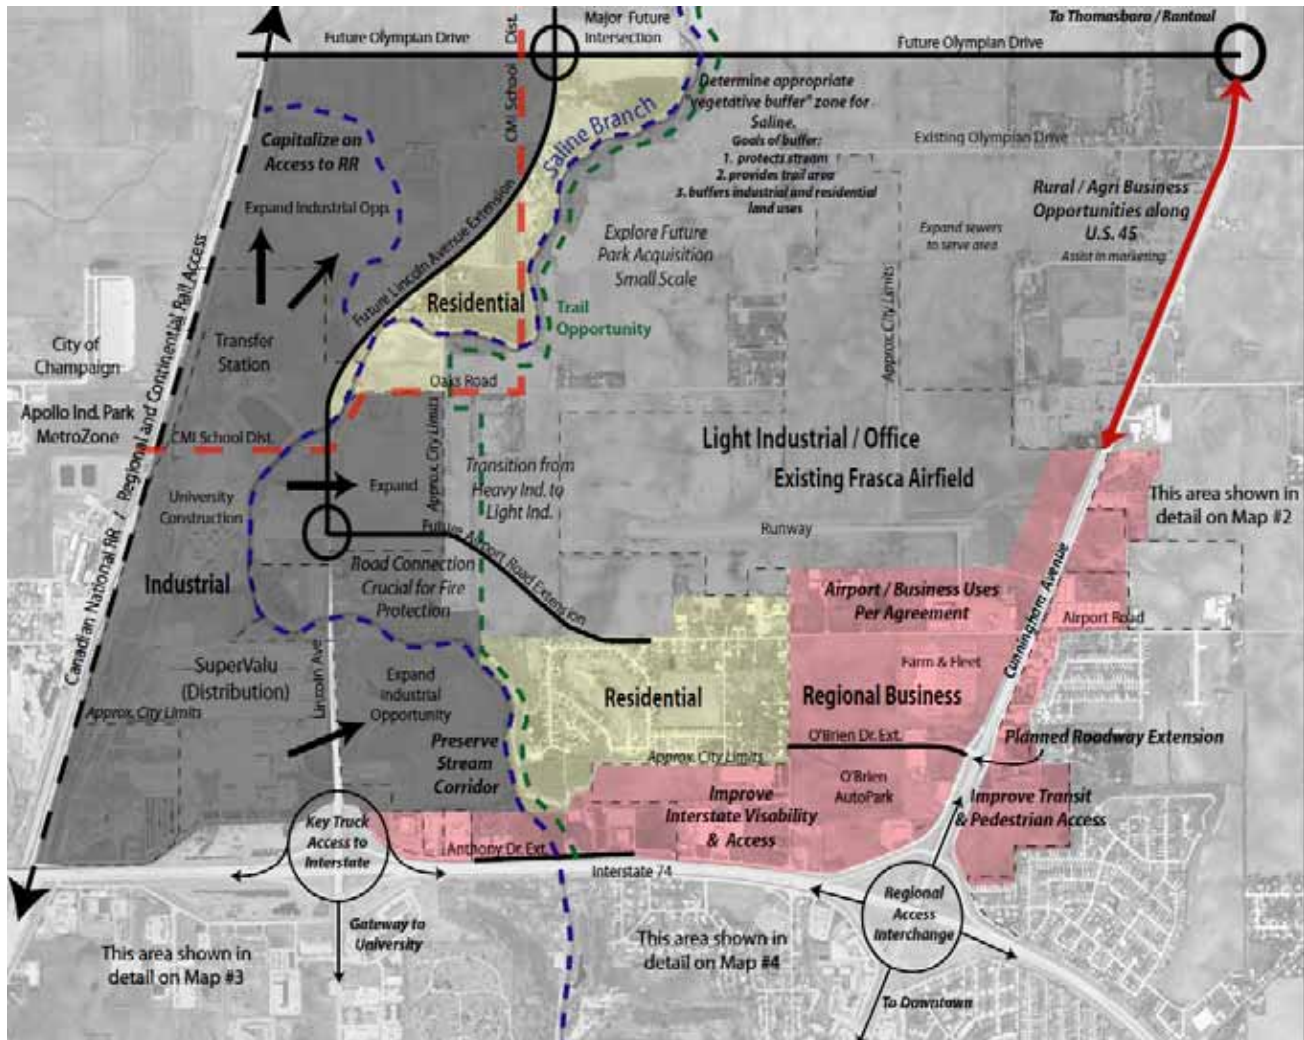 To Thomasboro / Rantoul
Future Olympian Drive
CMI School Dist.
Major Future
Intersection
Future Olympian Drive
Determine appropriate
"vegetative buffer" zone for
Saline.
Goals of buffer:
1. protects stream
2. provides trail area
3. buffers industrial and residential
land uses
Saline Branch
Existing Olympian Drive
Capitalize on
Access to RR
Expand Industrial Opp.
Future Lincoln Avenue Extension
Rural / Agri Business
Opportunities along
U.S. 45
Assist in marketing
Explore Future
Park Acquisition
Small Scale
Expand sewers
to serve area
Approx. City Limits
Residential
Trail
Opportunity
City of
Champaign
Transfer
Station
Oaks Road
Apollo Ind. Park
MetroZone
CMI School Dist.
Canadian National RR / Regional and Continental Rail Access
Light Industrial / Office
Existing Frasca Airfield
University
Construction
Expand
Approx. City Limits
Transition from
Heavy Ind. to
Light Ind.
This area shown in
detail on Map #2
Runway
Future Airport Road Extension
Industrial
Road Connection
Crucial for Fire
Protection
Airport / Business Uses
Per Agreement
Cunningham Avenue
Airport Road
SuperValu
(Distribution)
Lincoln Ave
Expand
Industrial
Opportunity
Farm & Fleet
Residential
Regional Business
Approx. City Limits
Preserve
Stream
Corridor
Approx. City Limits
O'Brien Dr. Ext.
Planned Roadway Extension
O'Brien
AutoPark
Improve
Interstate Visability
& Access
Improve Transit
& Pedestrian Access
Key Truck
Access to
Interstate
Anthony Dr. Ext.
Interstate 74
Regional
Access
Interchange
Gateway to
University
This area shown in
detail on Map #3
This area shown in
detail on Map #4
To Downtown